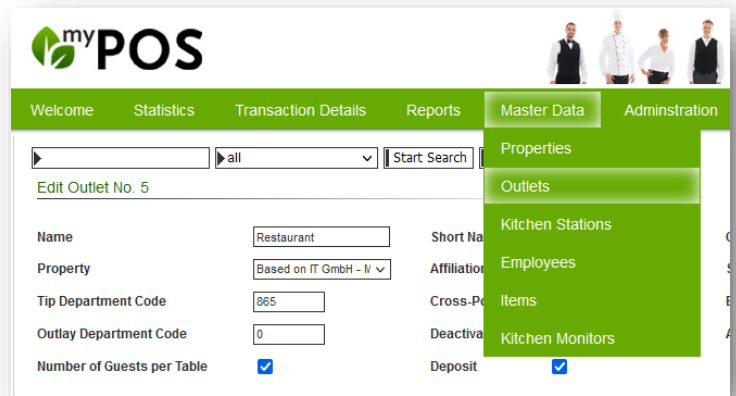 myPOS
Welcome Statistics Transaction Details Reports Master Data Adminstration
all Start Search
Properties
Edit Outlet No. 5
Outlets
Kitchen Stations
Name Restaurant Short Na
Employees
Property Based on IT GmbH - M Affiliation
Items
Tip Department Code 865 Cross-Po
Outlay Department Code 0 Deactiva
Kitchen Monitors
Number of Guests per Table Deposit